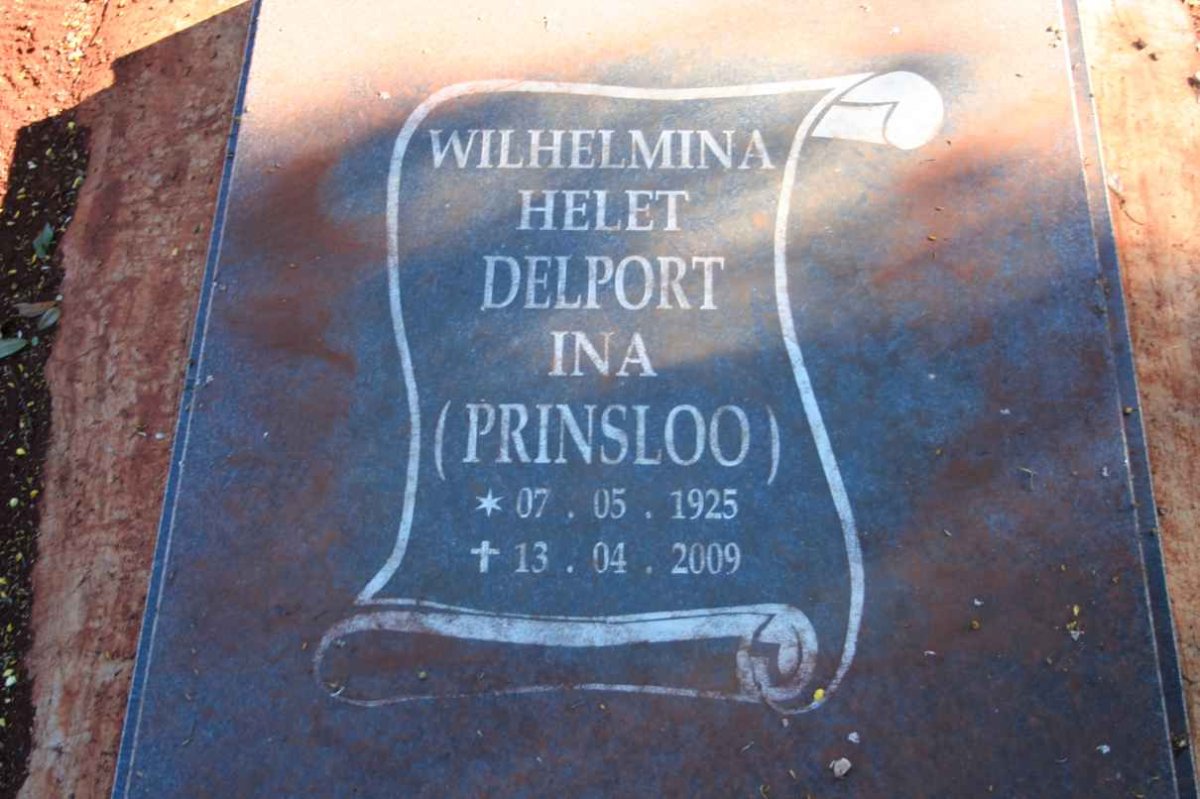 WILHELMINA
HELET
DELPORT
INA
(PRINSLOO)
* 07 . 05 . 1925
✝ 13 . 04 . 2009